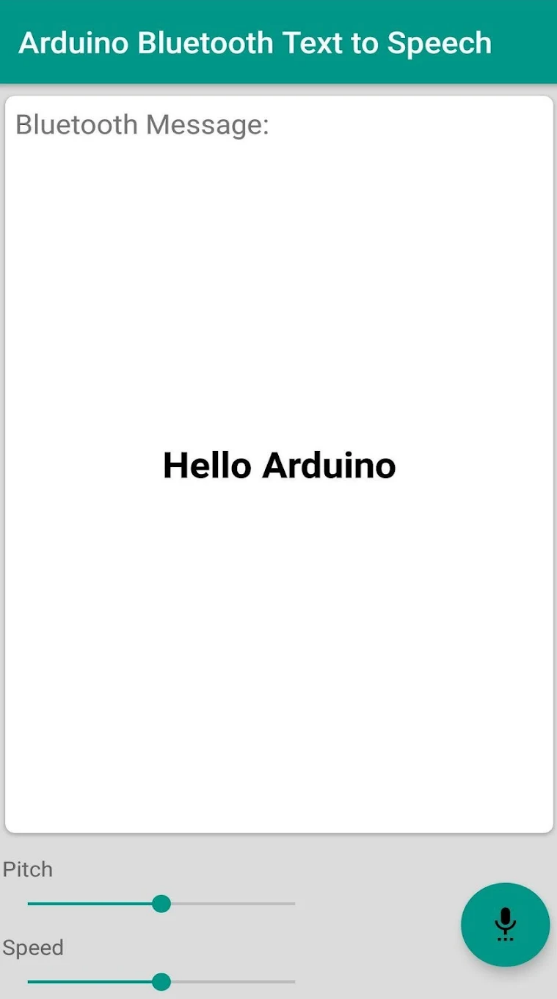 Arduino Bluetooth Text to Speech
Bluetooth Message:
Hello Arduino
Pitch
Speed